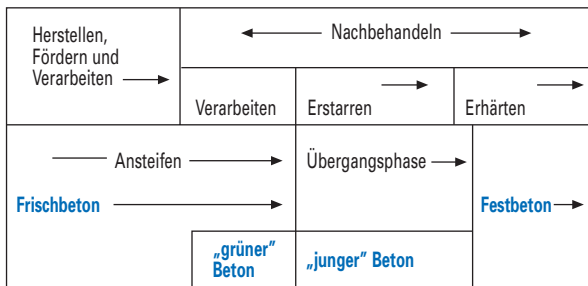 Herstellen,
Fördern und
Verarbeiten
Nachbehandeln
Verarbeiten
Erstarren
Erhärten
Ansteifen
Übergangsphase
Frischbeton
Festbeton
„grüner”
Beton
„junger” Beton